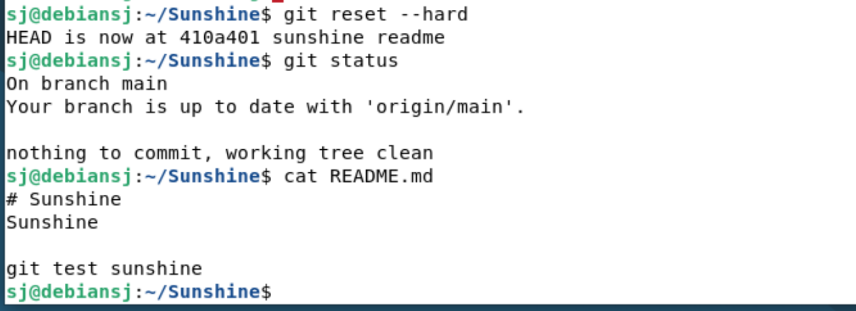 sj@debiansj:~/Sunshine$ git reset --hard
HEAD is now at 410a401 sunshine readme
sj@debiansj:~/Sunshine$ git status
On branch main
Your branch is up to date with 'origin/main'.
nothing to commit, working tree clean
sj@debiansj:~/Sunshine$ cat README.md
# Sunshine
Sunshine
git test sunshine
sj@debiansj:~/Sunshine$